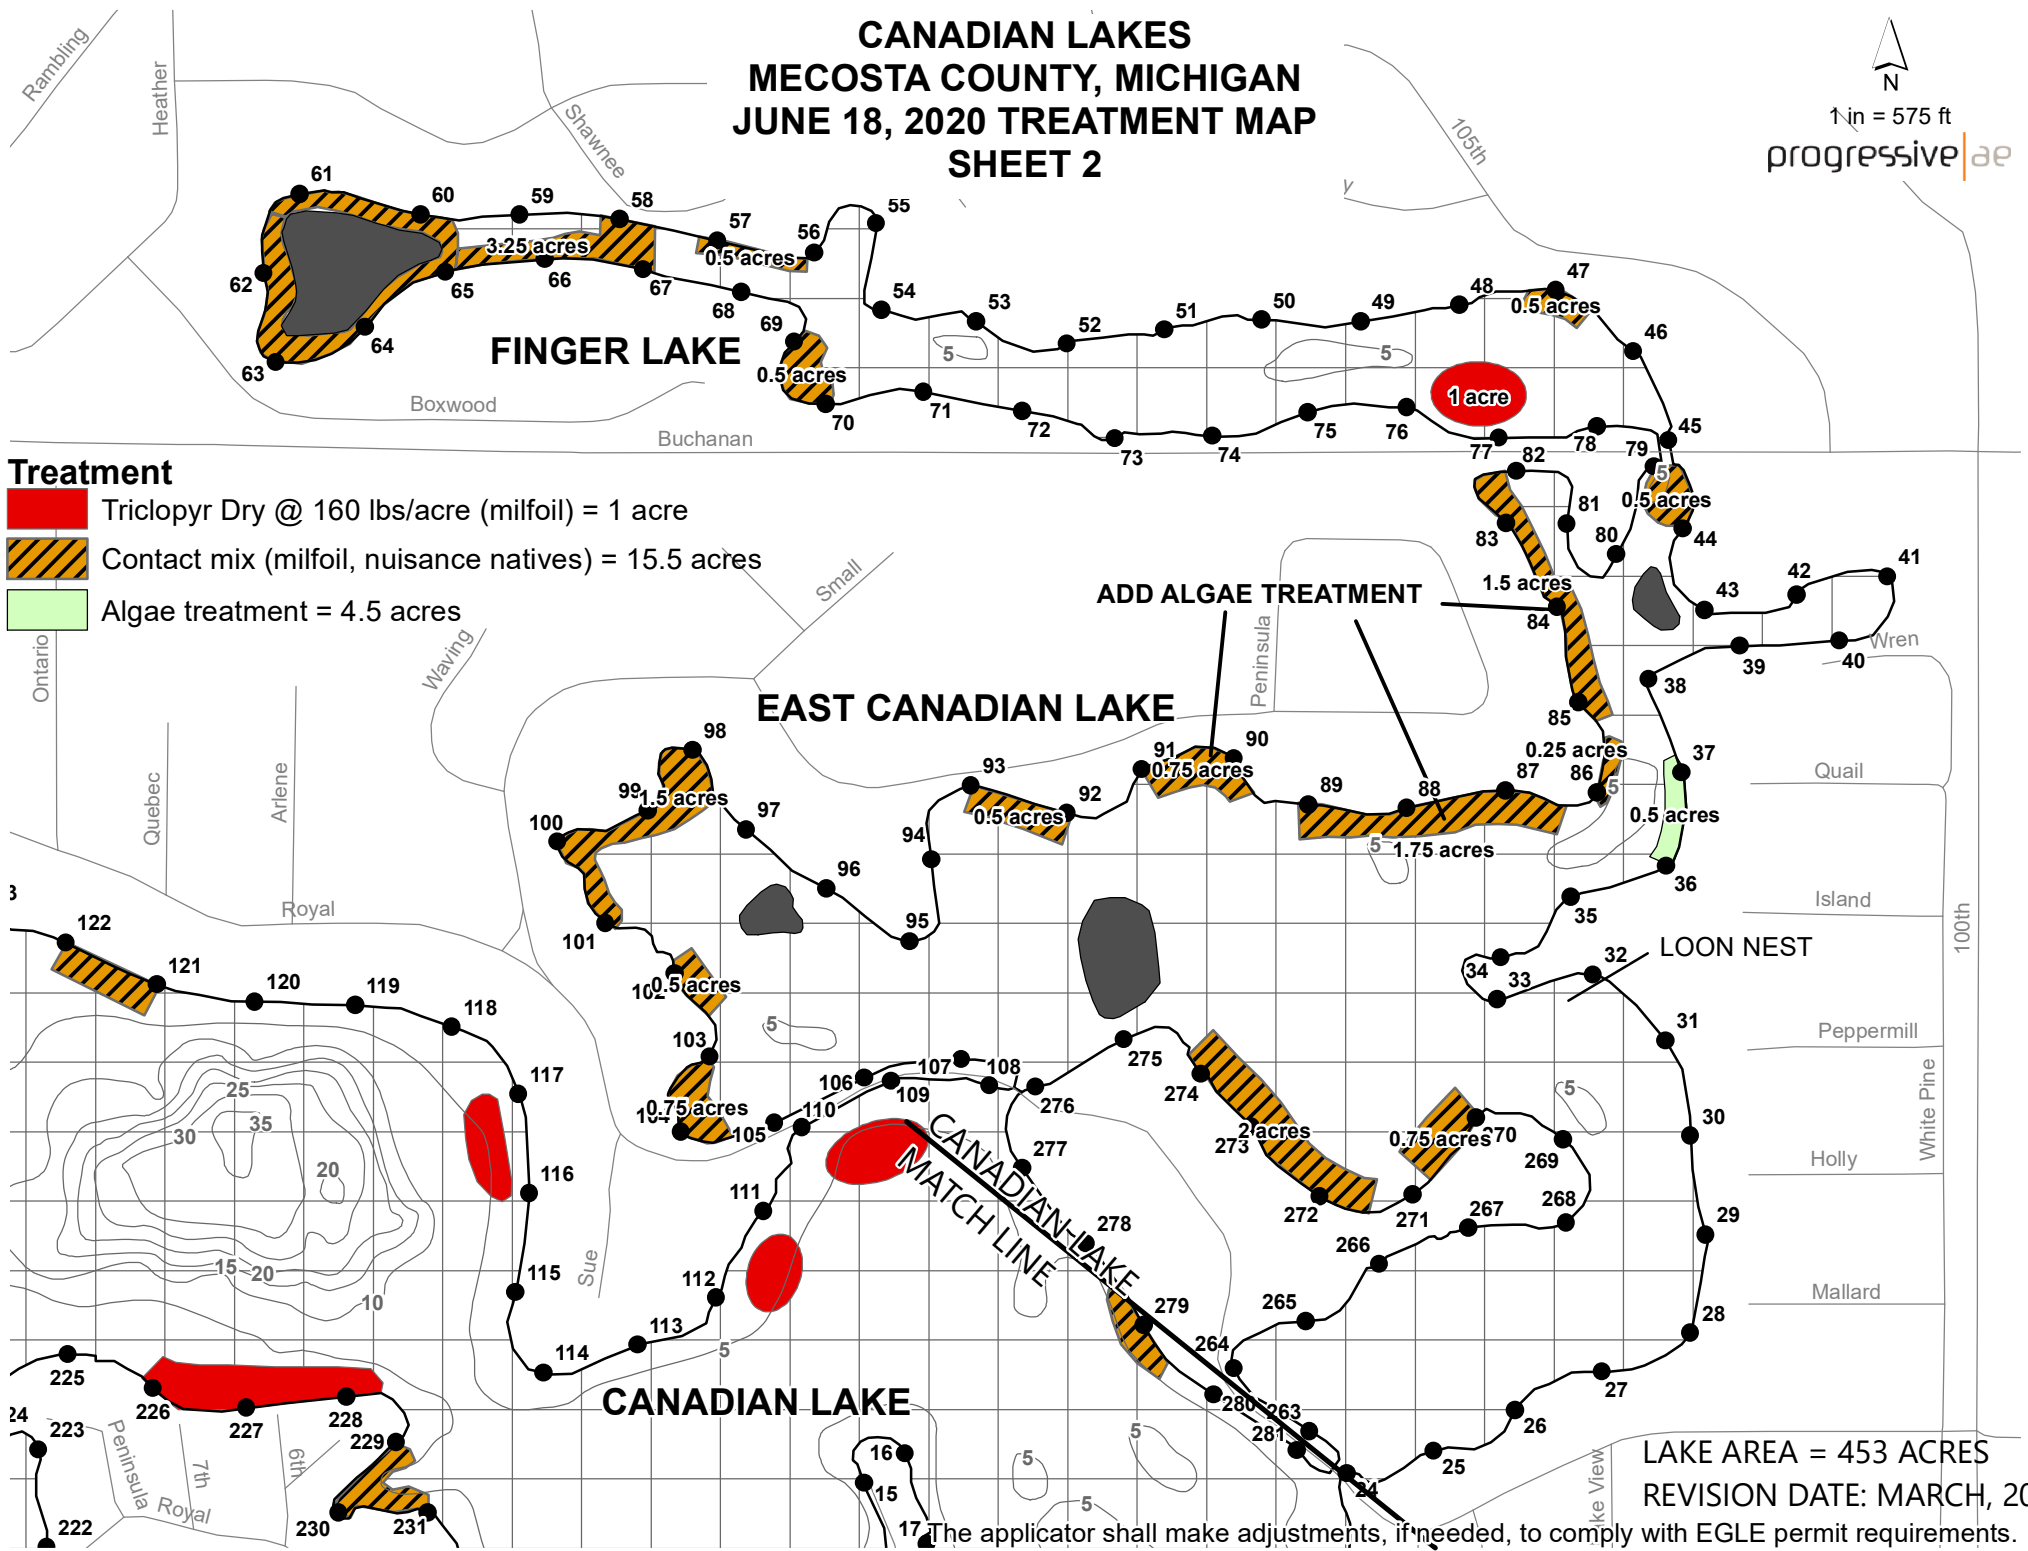 CANADIAN LAKES
MECOSTA COUNTY, MICHIGAN
JUNE 18, 2020 TREATMENT MAP
SHEET 2
N
1 in = 575 ft
progressive ae
Rambling
Heather
Shawnee
105th
y
61
60
59
58
57
56
55
3.25 acres
0.5 acres
62
65
66
67
68
54
53
52
51
50
49
48
47
0.5 acres
46
69
64
63
FINGER LAKE
0.5 acres
5
5
1 acre
Boxwood
70
71
72
73
74
75
76
77
78
79
45
Buchanan
Treatment
Triclopyr Dry @ 160 lbs/acre (milfoil) = 1 acre
Contact mix (milfoil, nuisance natives) = 15.5 acres
Algae treatment = 4.5 acres
82
81
83
80
5
0.5 acres
44
1.5 acres
84
43
42
41
40
39
Wren
38
ADD ALGAE TREATMENT
Small
Waving
Ontario
Peninsula
EAST CANADIAN LAKE
85
98
91
90
0.25 acres
86
5
87
37
Quail
93
0.75 acres
99
1.5 acres
Arlene
Quebec
100
97
94
0.5 acres
92
89
88
5
1.75 acres
0.5 acres
36
3
96
Royal
122
95
101
35
Island
100th
121
120
119
118
102
0.5 acres
34
33
32
LOON NEST
5
103
31
Peppermill
107
108
106
109
275
274
276
117
25
35
30
104
0.75 acres
105
110
5
30
White Pine
CANADIAN LAKE
MATCH LINE
277
273
2 acres
0.75 acres
270
269
Holly
20
116
111
278
272
271
267
268
29
266
Sue
15
20
10
115
112
279
265
264
Mallard
28
113
114
5
225
226
227
228
CANADIAN LAKE
27
24
223
229
280
263
281
26
25
Peninsula
7th
6th
Royal
16
15
17
5
5
5
230
231
222
24
LAKE AREA = 453 ACRES
REVISION DATE: MARCH, 20
The applicator shall make adjustments, if needed, to comply with EGLE permit requirements.